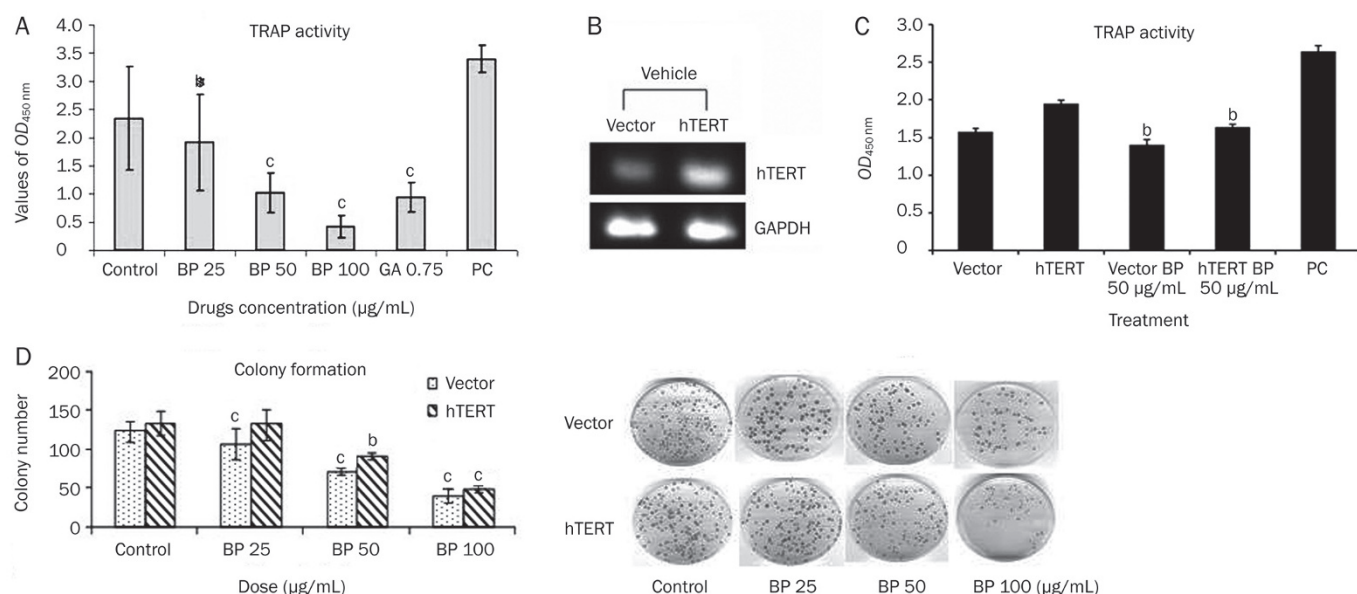 A
TRAP activity
Values of OD450 nm
4.0
3.5
3.0
2.5
2.0
1.5
1.0
0.5
0
c
c
c
Control BP 25 BP 50 BP 100 GA 0.75 PC
Drugs concentration (μg/mL)
B
Vehicle
Vector hTERT
hTERT
GAPDH
C
TRAP activity
OD450 nm
3.0
2.5
2.0
1.5
1.0
0.5
0
b
b
Vector hTERT Vector BP hTERT BP PC
50 μg/mL 50 μg/mL
Treatment
D
Colony formation
Vector
hTERT
Colony number
200
150
100
50
0
c
c b
c c
Control BP 25 BP 50 BP 100
Dose (μg/mL)
Vector
hTERT
Control BP 25 BP 50 BP 100 (μg/mL)